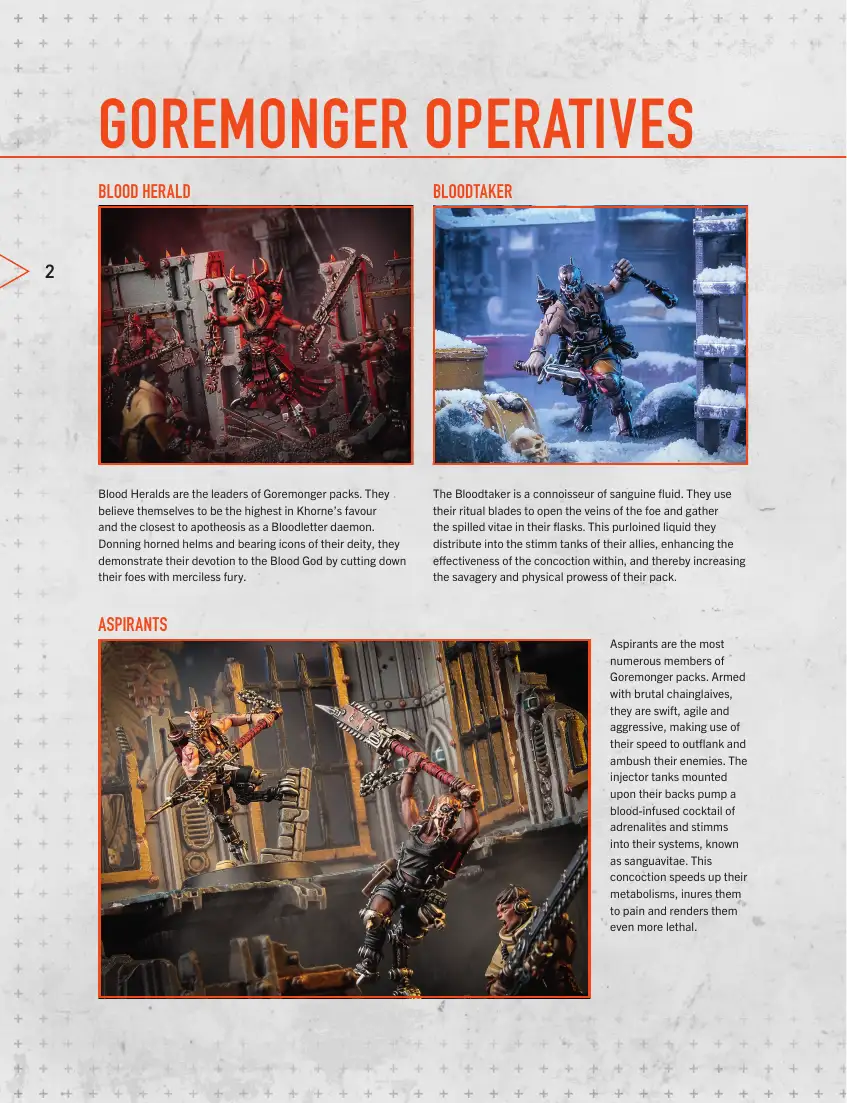 GOREMONGER OPERATIVES
2
BLOOD HERALD
Blood Heralds are the leaders of Goremonger packs. They
believe themselves to be the highest in Khorne's favour
and the closest to apotheosis as a Bloodletter daemon.
Donning horned helms and bearing icons of their deity, they
demonstrate their devotion to the Blood God by cutting down
their foes with merciless fury.
BLOODTAKER
The Bloodtaker is a connoisseur of sanguine fluid. They use
their ritual blades to open the veins of the foe and gather
the spilled vitae in their flasks. This purloined liquid they
distribute into the stimm tanks of their allies, enhancing the
effectiveness of the concoction within, and thereby increasing
the savagery and physical prowess of their pack.
ASPIRANTS
Aspirants are the most
numerous members of
Goremonger packs. Armed
with brutal chainglaives,
they are swift, agile and
aggressive, making use of
their speed to outflank and
ambush their enemies. The
injector tanks mounted
upon their backs pump a
blood-infused cocktail of
adrenalites and stimms
into their systems, known
as sanguavitae. This
concoction speeds up their
metabolisms, inures them
to pain and renders them
even more lethal.